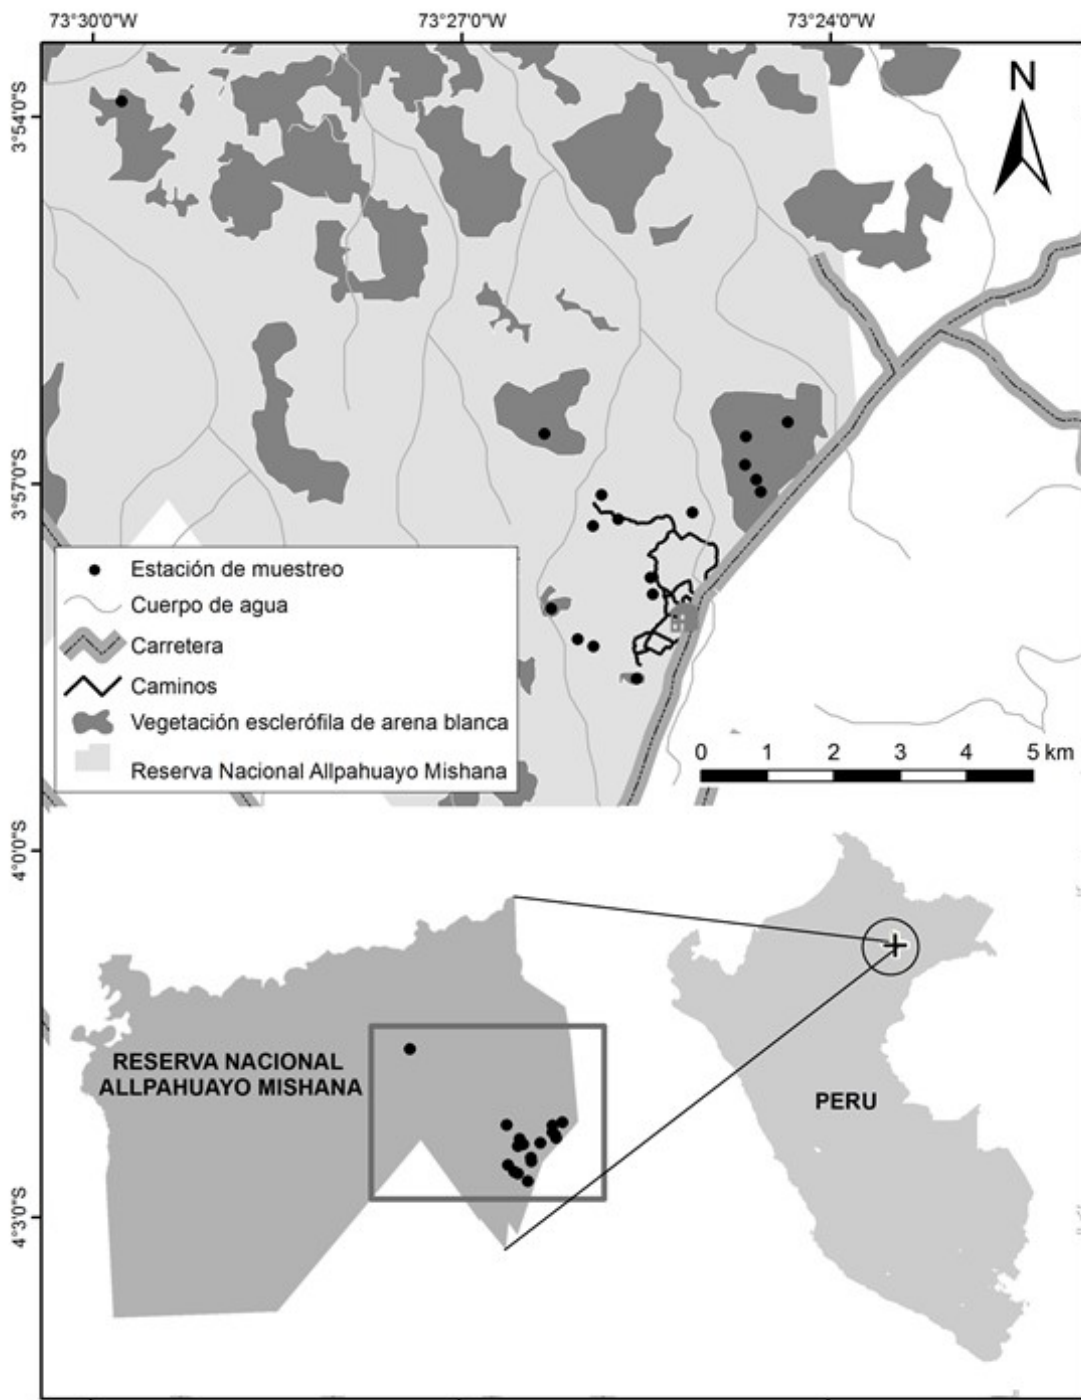 73°30'0"W
73°27'0"W
73°24'0"W
N
3°54'0"S
3°57'0"S
Estación de muestreo
Cuerpo de agua
Carretera
Caminos
Vegetación esclerófila de arena blanca
Reserva Nacional Allpahuayo Mishana
0 1 2 3 4 5 km
4°0'0"S
RESERVA NACIONAL
ALLPAHUAYO MISHANA
PERU
4°3'0"S